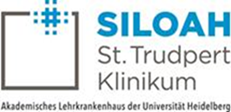 SILOAH
St. Trudpert
Klinikum
Akademisches Lehrkrankenhaus der Universität Heidelberg